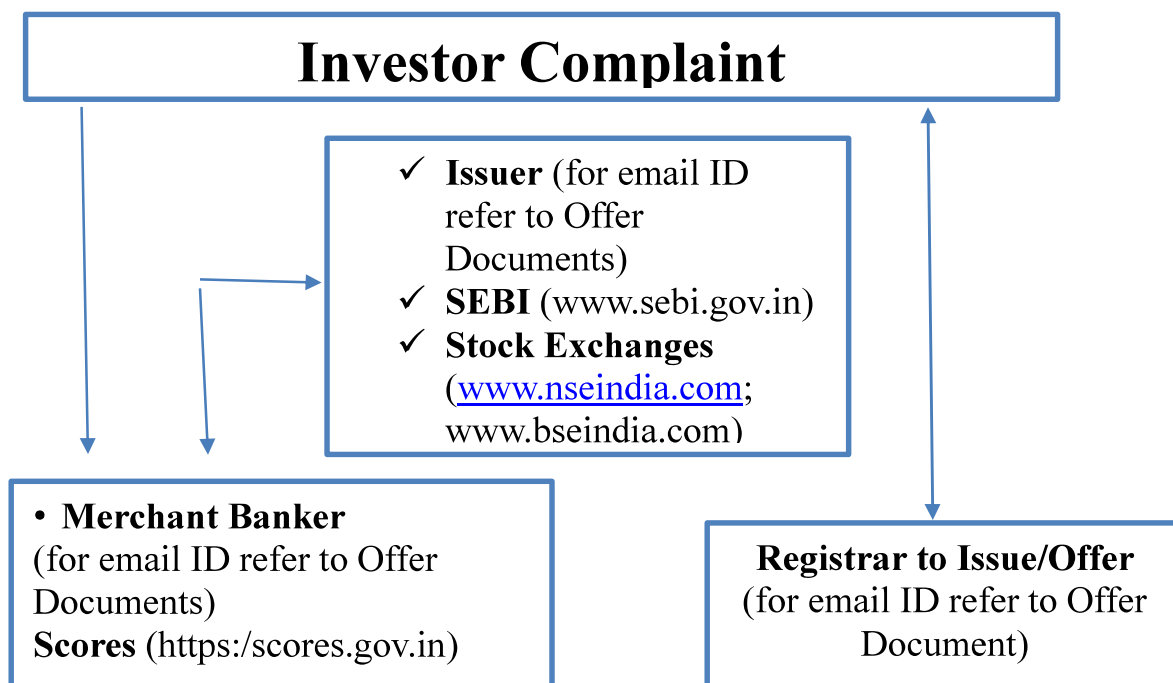 Investor Complaint
✓ Issuer (for email ID
refer to Offer
Documents)
✓ SEBI (www.sebi.gov.in)
✓ Stock Exchanges
(www.nseindia.com;
www.bseindia.com)
• Merchant Banker
(for email ID refer to Offer
Documents)
Scores (https:/scores.gov.in)
Registrar to Issue/Offer
(for email ID refer to Offer
Document)